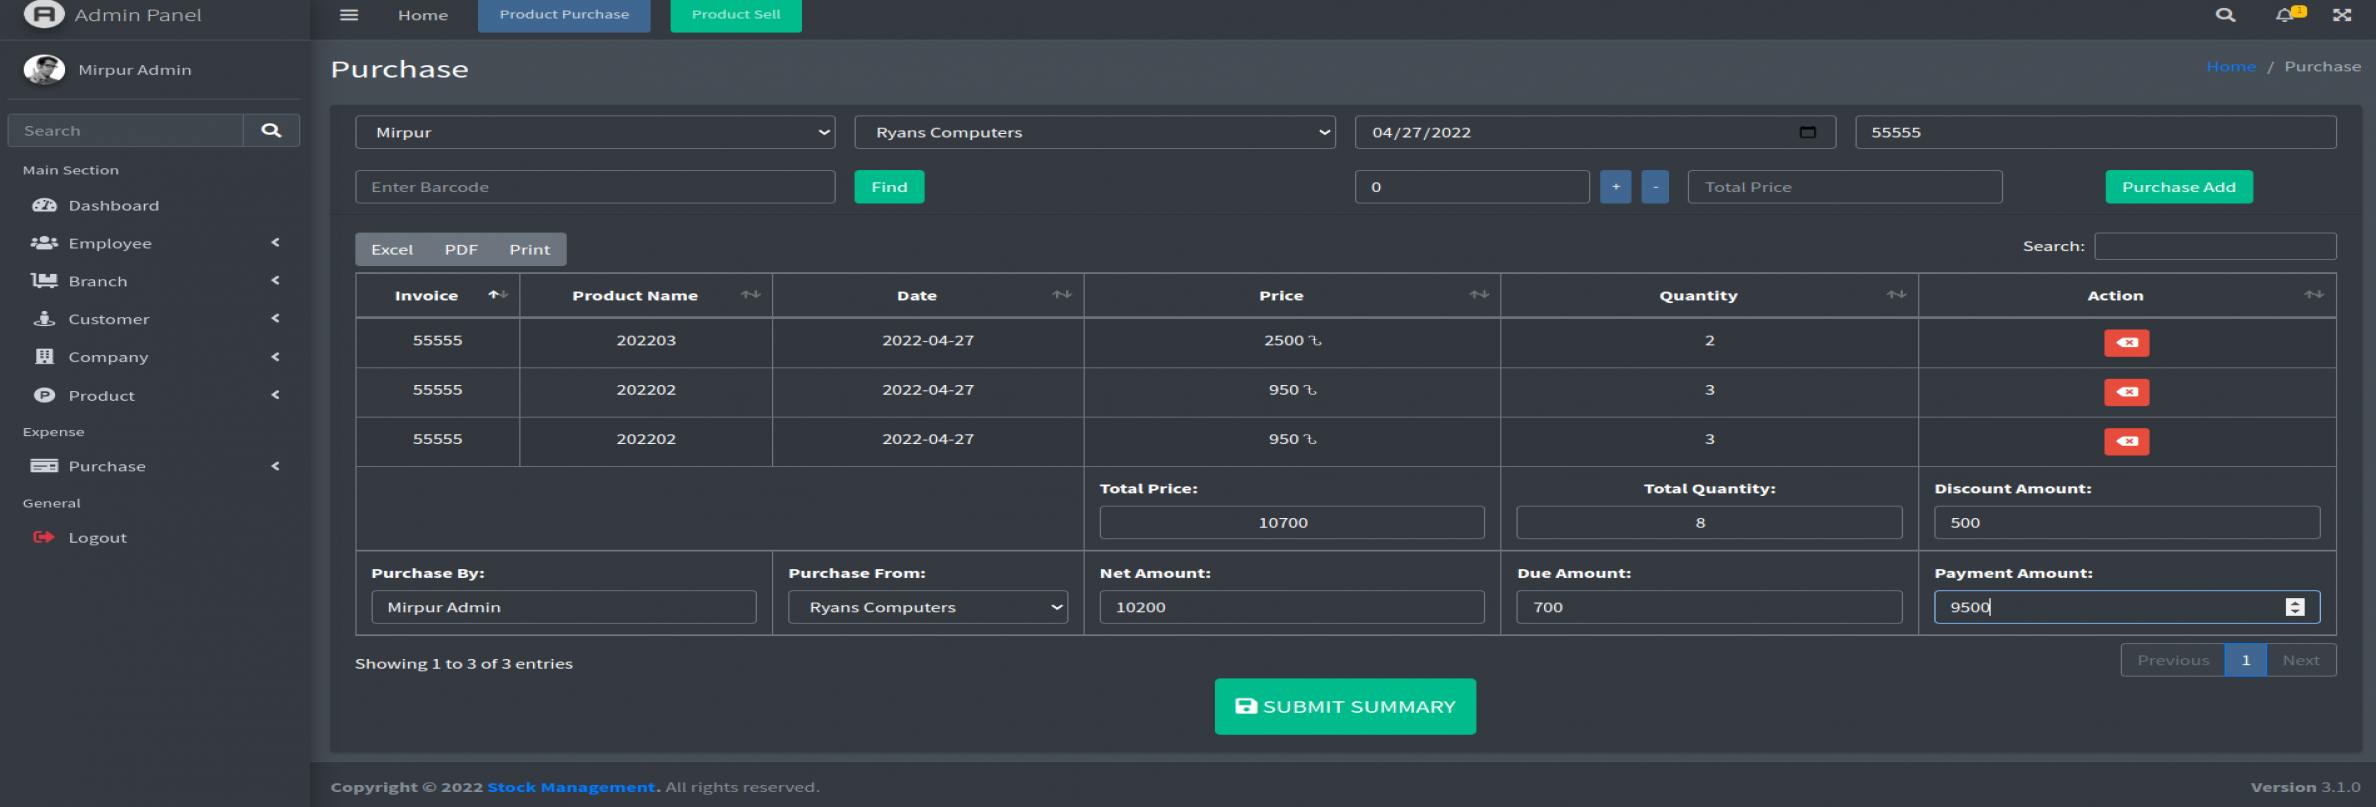 Admin Panel
Home
Product Purchase
Product Sell
1
Mirpur Admin
Purchase
Home / Purchase
Search
Mirpur
Ryans Computers
04/27/2022
55555
Enter Barcode
Find
0
+
-
Total Price
Purchase Add
Main Section
Dashboard
Employee
Branch
Customer
Company
Product
Expense
Purchase
General
Logout
Excel PDF Print
Search:
Invoice Product Name Date Price Quantity Action
55555 202203 2022-04-27 2500 ৳ 2
55555 202202 2022-04-27 950 ৳ 3
55555 202202 2022-04-27 950 ৳ 3
Total Price: Total Quantity: Discount Amount:
10700 8 500
Purchase By: Purchase From: Net Amount: Due Amount: Payment Amount:
Mirpur Admin Ryans Computers 10200 700 9500
Showing 1 to 3 of 3 entries
Previous 1 Next
SUBMIT SUMMARY
Copyright © 2022 Stock Management. All rights reserved.
Version 3.1.0